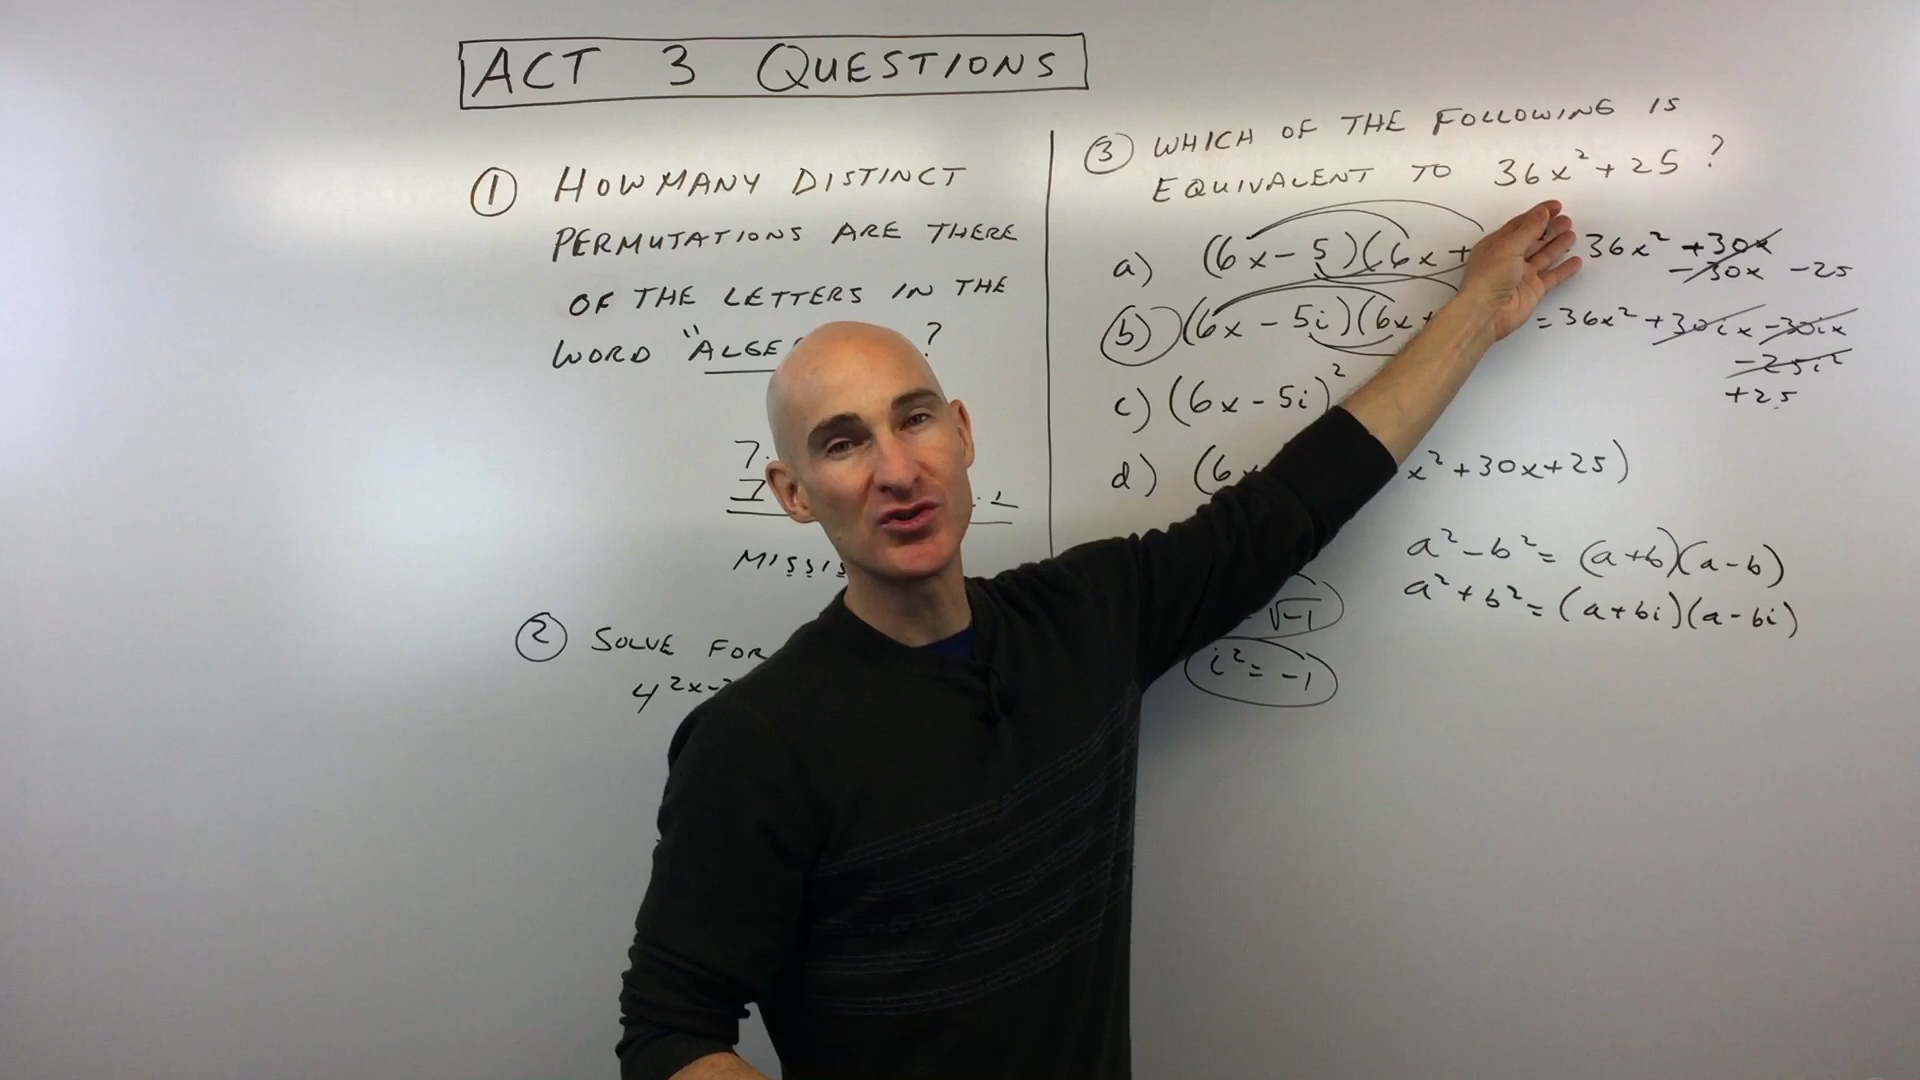 ACT 3 QUESTIONS
① HOW MANY DISTINCT
PERMUTATIONS ARE THERE
OF THE LETTERS IN THE
WORD "ALGE ?
7.
7
MISSIS
② SOLVE FOR
4^2x-
③ WHICH OF THE FOLLOWING IS
EQUIVALENT TO 36x² + 25 ?
a) (6x - 5)(6x + 36x² + 30x
- 30x - 25
b) (6x - 5i)(6x = 36x² + 30ix - 30ix
- 25i²
+25
c) (6x - 5i)²
d) (6x x² + 30x + 25)
a² - b² = (a+b)(a-b)
a² + b² = (a+bi)(a-bi)
√-1
i² = -1